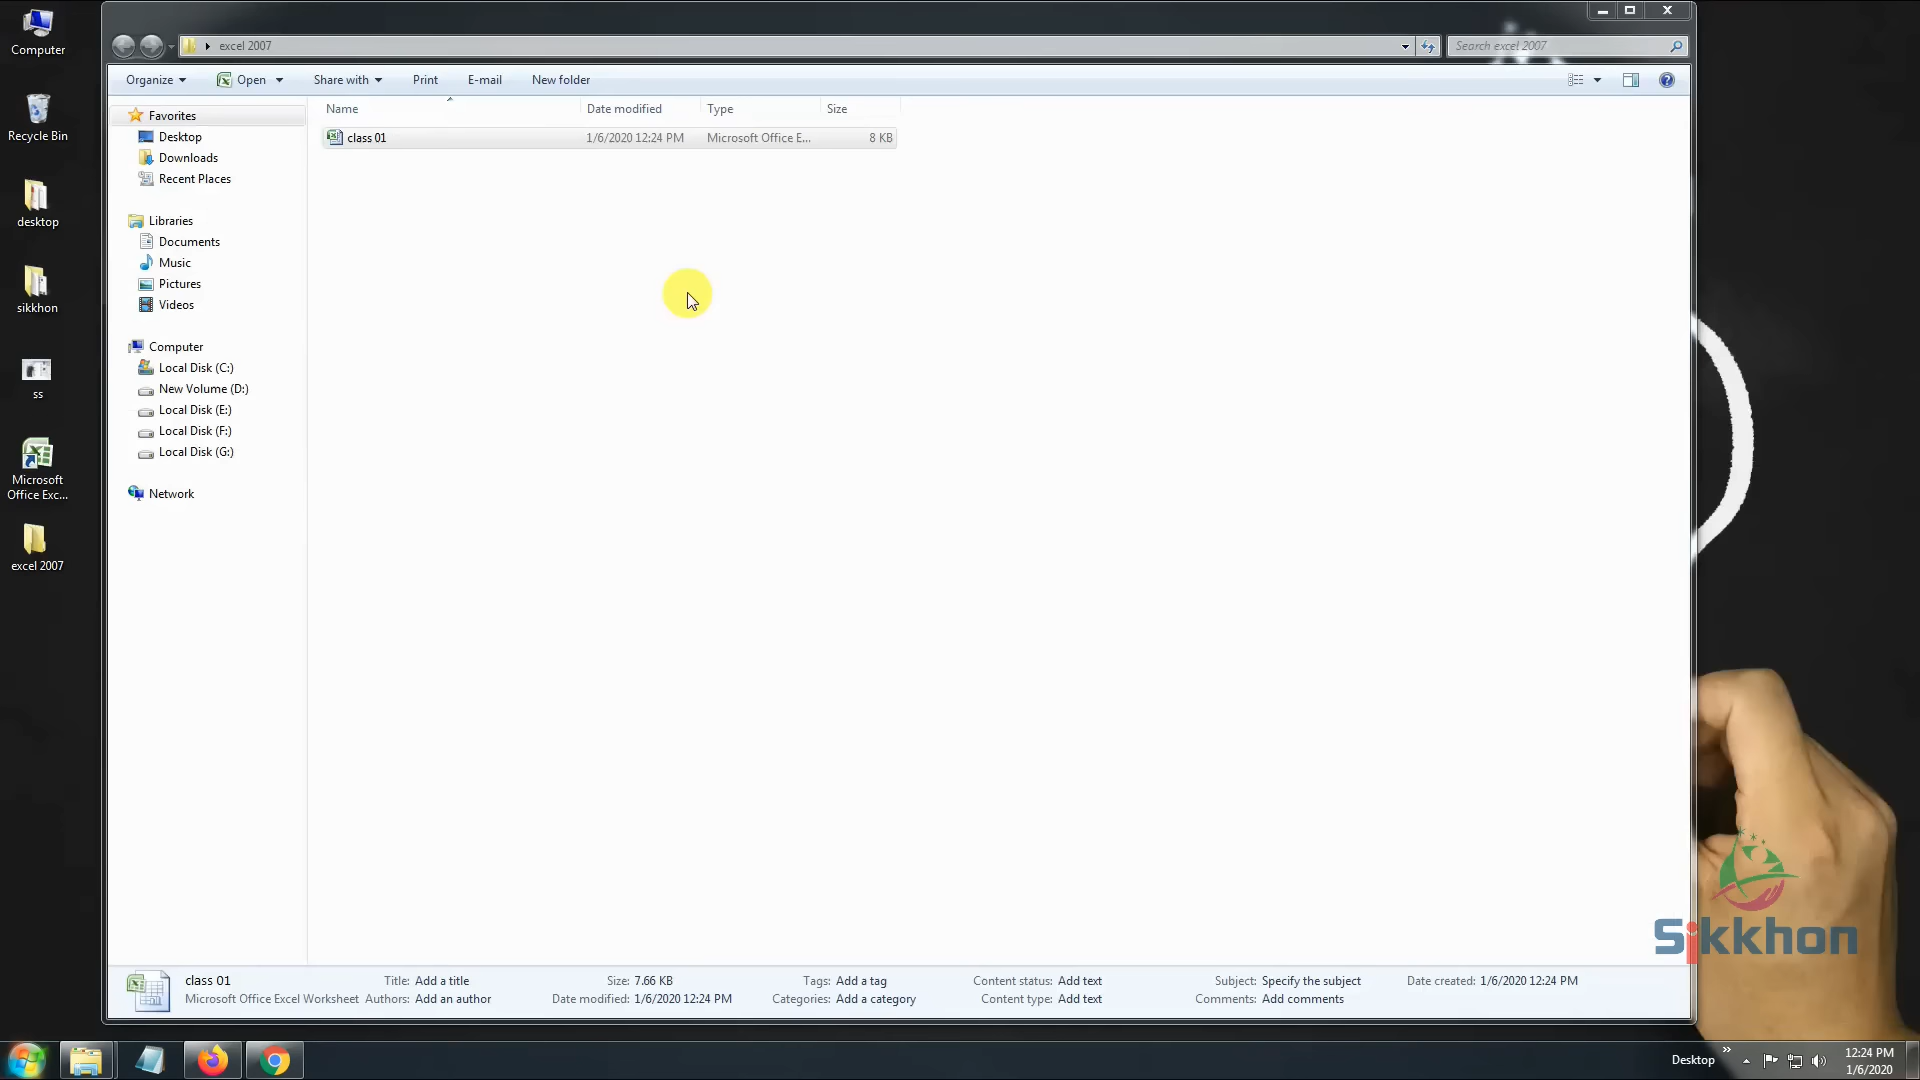 Computer
Recycle Bin
desktop
sikkhon
ss
Microsoft
Office Exc...
excel 2007
excel 2007
Search excel 2007
Organize
Open
Share with
Print
E-mail
New folder
Favorites
Desktop
Downloads
Recent Places
Libraries
Documents
Music
Pictures
Videos
Computer
Local Disk (C:)
New Volume (D:)
Local Disk (E:)
Local Disk (F:)
Local Disk (G:)
Network
Name Date modified Type Size
class 01 1/6/2020 12:24 PM Microsoft Office E... 8 KB
class 01 Title: Add a title Size: 7.66 KB Tags: Add a tag Content status: Add text Subject: Specify the subject Date created: 1/6/2020 12:24 PM
Microsoft Office Excel Worksheet Authors: Add an author Date modified: 1/6/2020 12:24 PM Categories: Add a category Content type: Add text Comments: Add comments
Sikkhon
Desktop
12:24 PM
1/6/2020